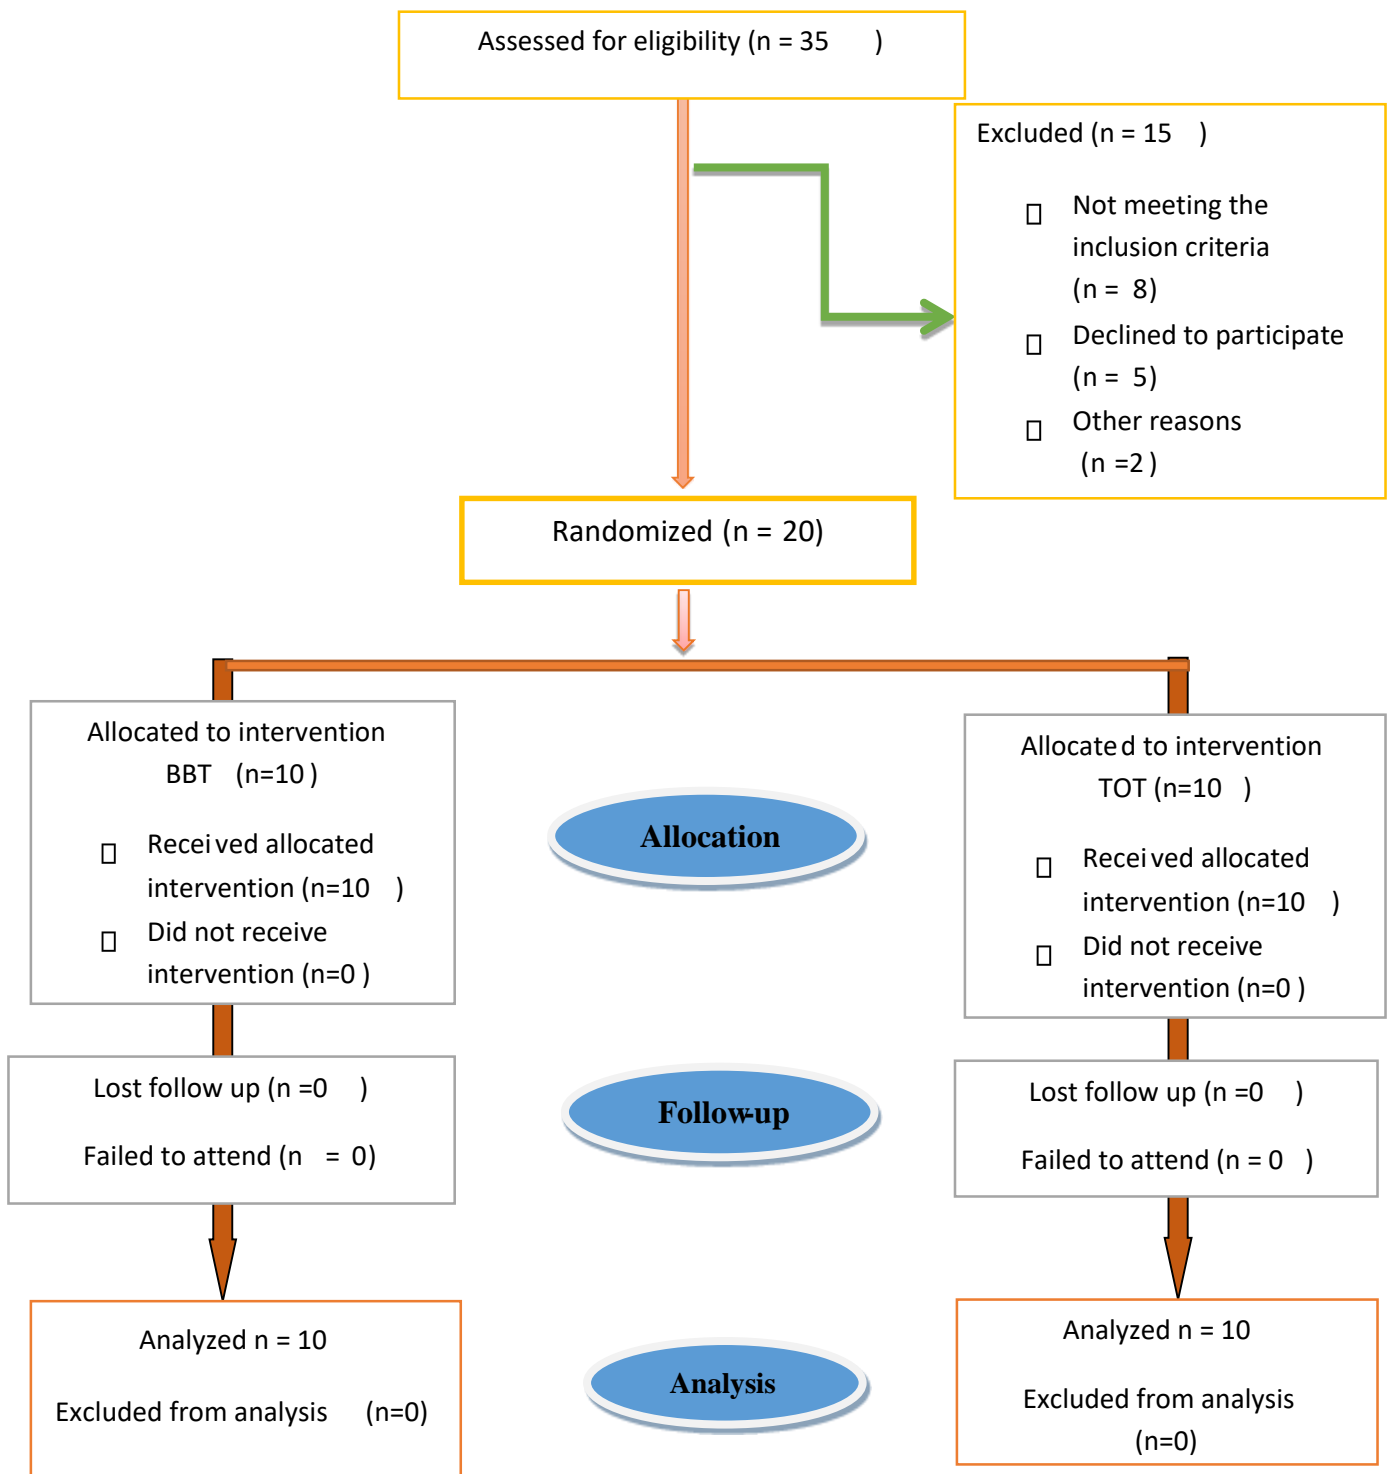 Assessed for eligibility (n = 35 )
Excluded (n = 15 )
Not meeting the
inclusion criteria
(n = 8)
Declined to participate
(n = 5)
Other reasons
(n =2 )
Randomized (n = 20)
Allocated to intervention
BBT (n=10 )
Received allocated
intervention (n=10 )
Did not receive
intervention (n=0 )
Allocated to intervention
TOT (n=10 )
Received allocated
intervention (n=10 )
Did not receive
intervention (n=0 )
Allocation
Lost follow up (n =0 )
Failed to attend (n = 0)
Follow-up
Lost follow up (n =0 )
Failed to attend (n = 0 )
Analyzed n = 10
Excluded from analysis (n=0)
Analysis
Analyzed n = 10
Excluded from analysis
(n=0)